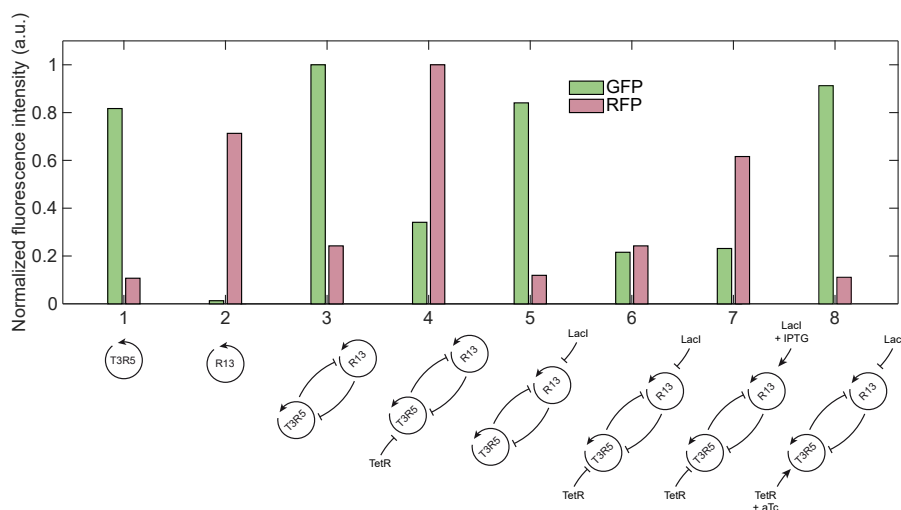 Normalized fluorescence intensity (a.u.)
1
0.8
0.6
0.4
0.2
0
GFP
RFP
1 2 3 4 5 6 7 8
T3R5
R13
R13
T3R5
R13
T3R5
TetR
LacI
R13
T3R5
LacI
R13
T3R5
TetR
LacI
+ IPTG
R13
T3R5
TetR
LacI
R13
T3R5
TetR
+ aTc